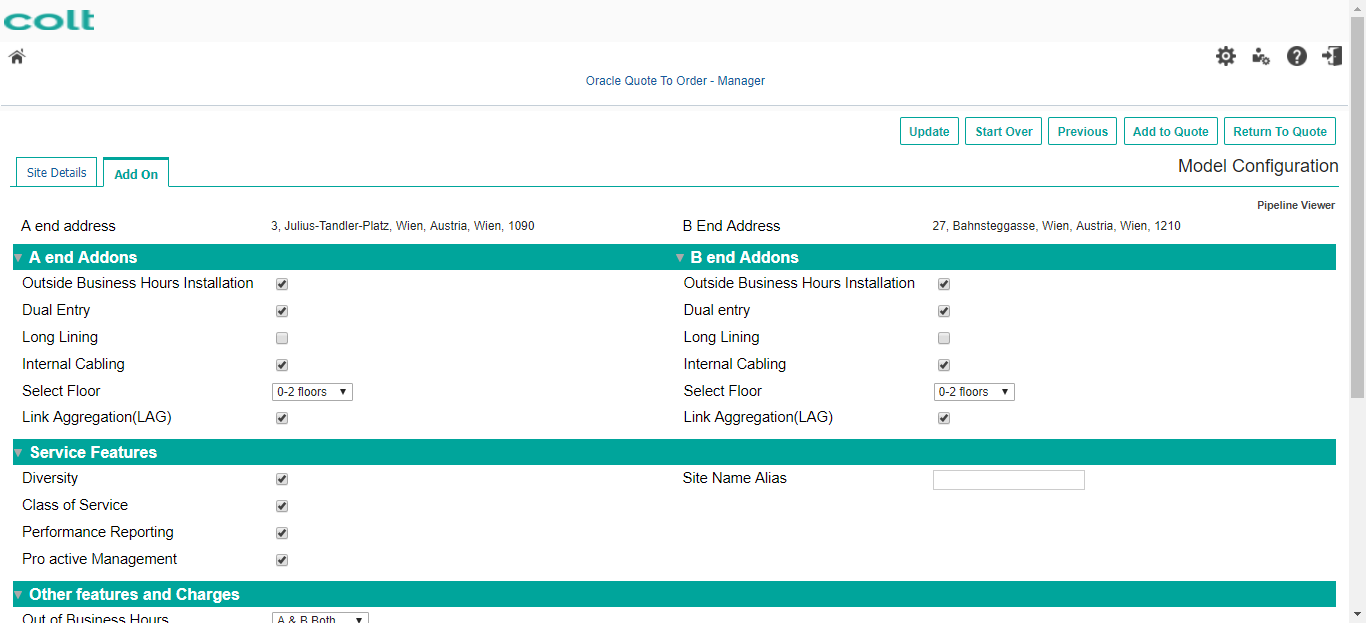 colt
Oracle Quote To Order - Manager
Update Start Over Previous Add to Quote Return To Quote
Site Details Add On Model Configuration
Pipeline Viewer
A end address 3, Julius-Tandler-Platz, Wien, Austria, Wien, 1090 B End Address 27, Bahnsteggasse, Wien, Austria, Wien, 1210
A end Addons B end Addons
Outside Business Hours Installation Outside Business Hours Installation
Dual Entry Dual entry
Long Lining Long Lining
Internal Cabling Internal Cabling
Select Floor 0-2 floors Select Floor 0-2 floors
Link Aggregation(LAG) Link Aggregation(LAG)
Service Features
Diversity Site Name Alias
Class of Service
Performance Reporting
Pro active Management
Other features and Charges
Out of Business Hours A & B Both